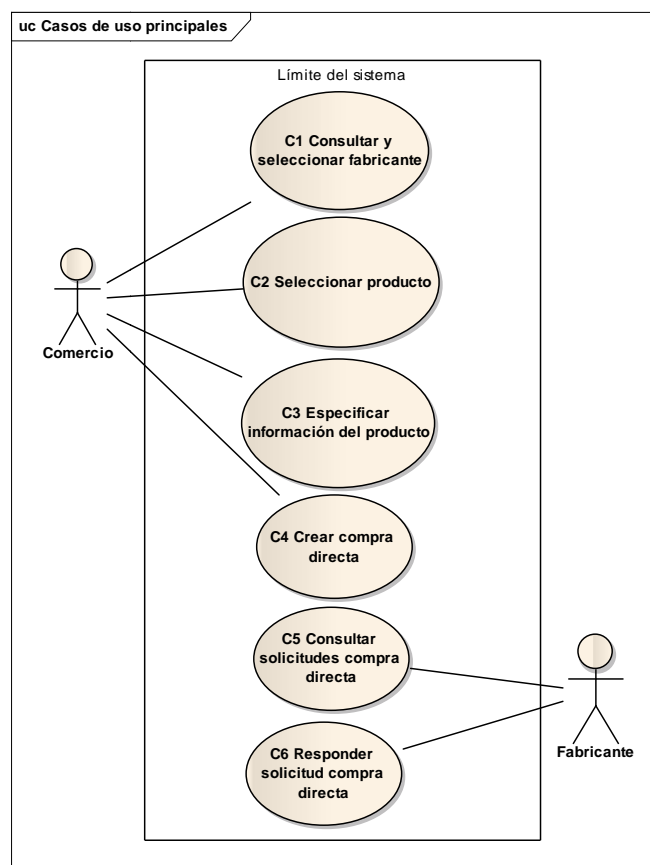 uc Casos de uso principales
Límite del sistema
C1 Consultar y
seleccionar fabricante
C2 Seleccionar producto
Comercio
C3 Especificar
información del producto
C4 Crear compra
directa
C5 Consultar
solicitudes compra
directa
Fabricante
C6 Responder
solicitud compra
directa